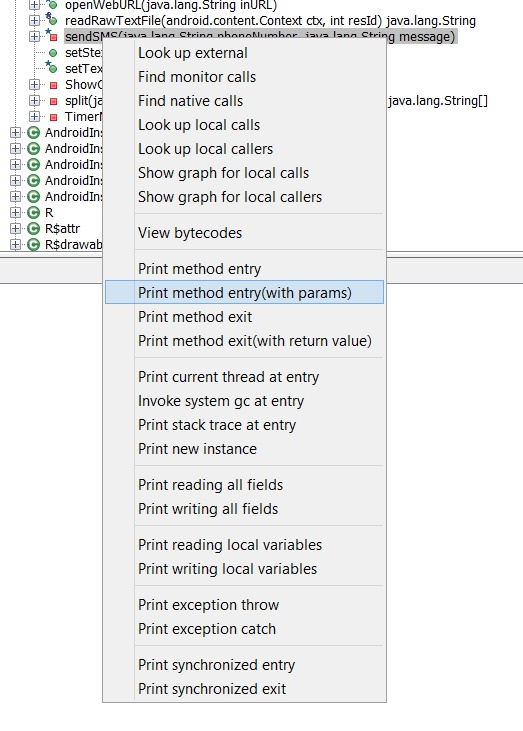 openWebURL(java.lang.String inURL)
readRawTextFile(android.content.Context ctx, int resId) java.lang.String
sendSMS(java.lang.String phoneNumber, java.lang.String message)
setSte
setTex
ShowC
split(ja
java.lang.String[]
TimerM
AndroidIns
AndroidIns
AndroidIns
AndroidIns
AndroidIns
R
R$attr
R$drawab
Look up external
Find monitor calls
Find native calls
Look up local calls
Look up local callers
Show graph for local calls
Show graph for local callers
View bytecodes
Print method entry
Print method entry(with params)
Print method exit
Print method exit(with return value)
Print current thread at entry
Invoke system gc at entry
Print stack trace at entry
Print new instance
Print reading all fields
Print writing all fields
Print reading local variables
Print writing local variables
Print exception throw
Print exception catch
Print synchronized entry
Print synchronized exit